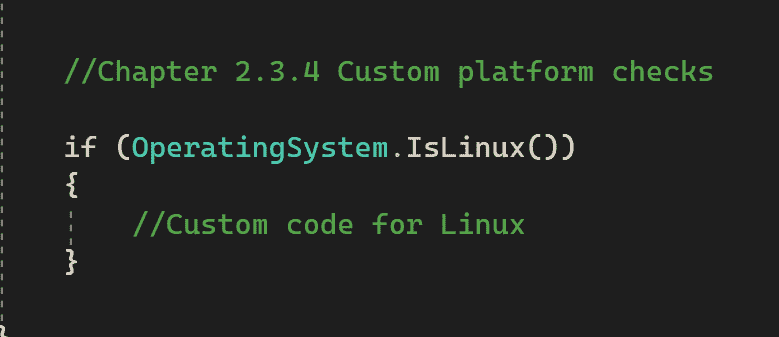 //Chapter 2.3.4 Custom platform checks
if (OperatingSystem.IsLinux())
{
//Custom code for Linux
}
}